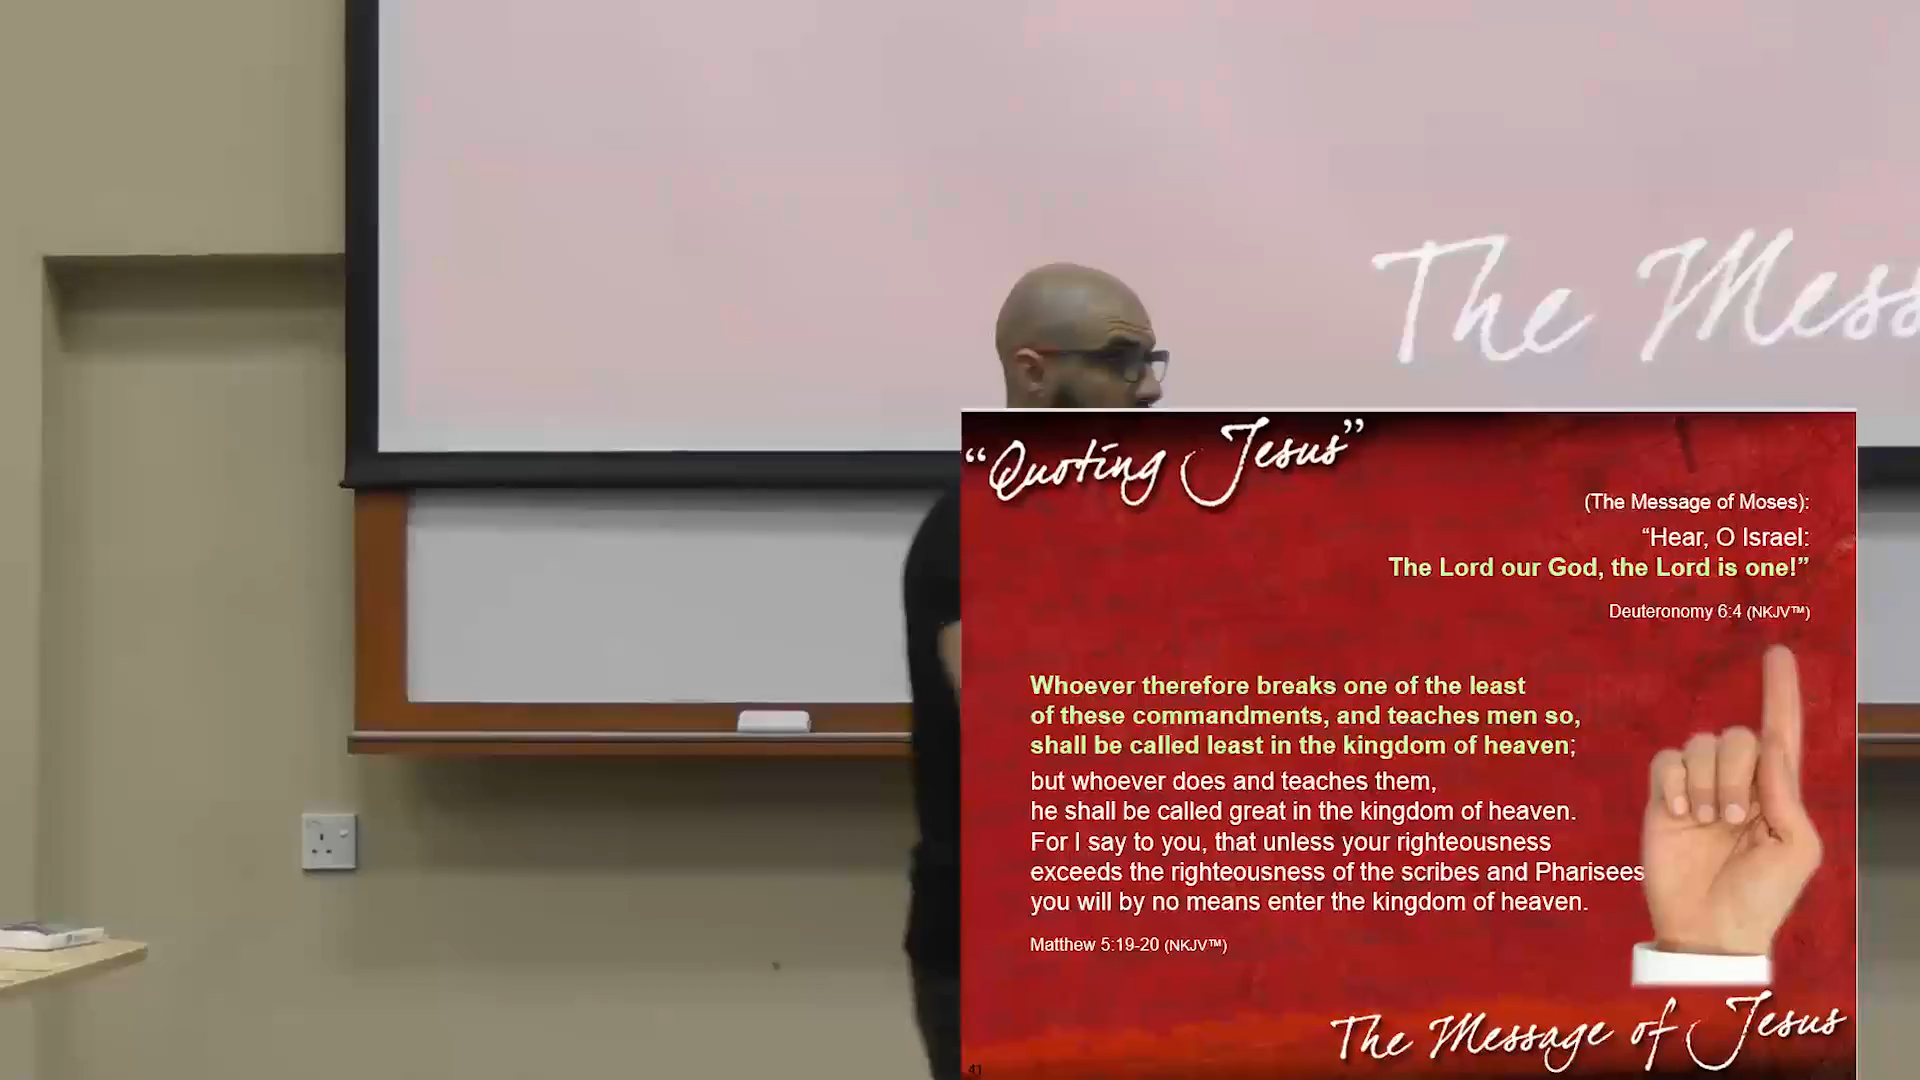 The Mess
“Quoting Jesus”
(The Message of Moses):
“Hear, O Israel:
The Lord our God, the Lord is one!”
Deuteronomy 6:4 (NKJV™)
Whoever therefore breaks one of the least
of these commandments, and teaches men so,
shall be called least in the kingdom of heaven;
but whoever does and teaches them,
he shall be called great in the kingdom of heaven.
For I say to you, that unless your righteousness
exceeds the righteousness of the scribes and Pharisees
you will by no means enter the kingdom of heaven.
Matthew 5:19-20 (NKJV™)
The Message of Jesus
41